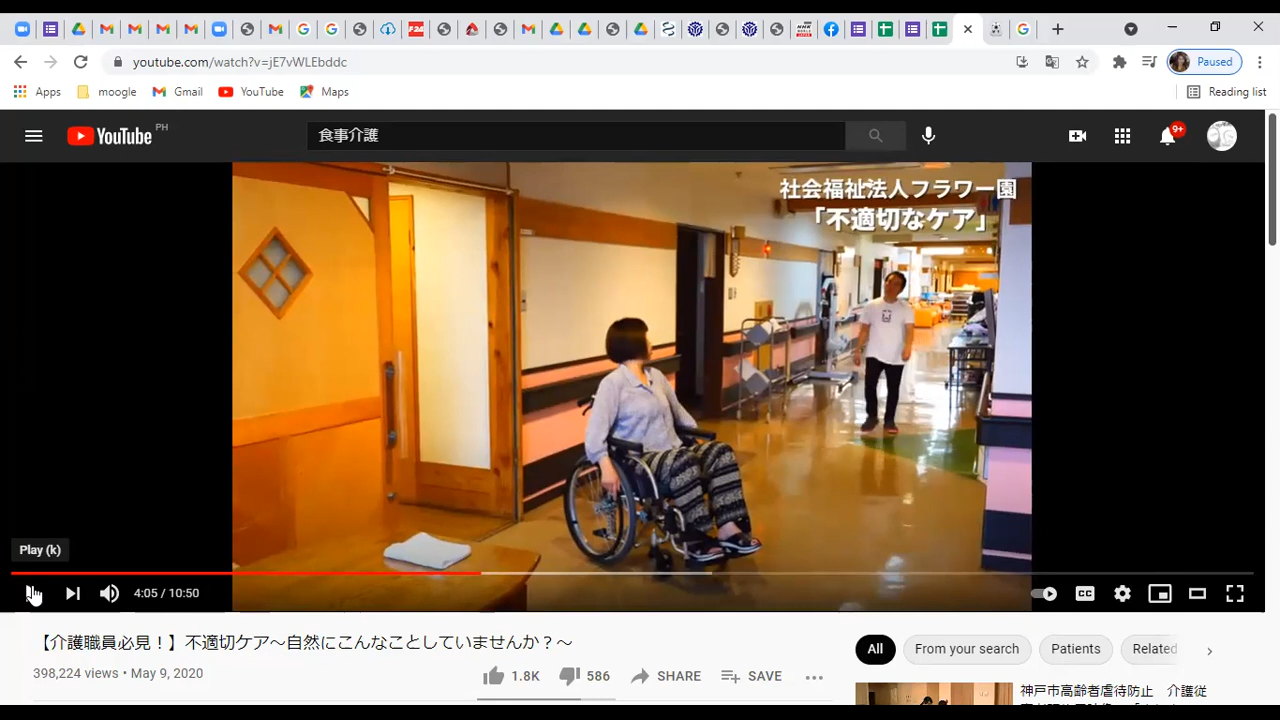 youtube.com/watch?v=jE7vWLEbddc
Paused
Apps
moogle
Gmail
YouTube
Maps
Reading list
YouTube PH
食事介護
9+
社会福祉法人フラワー園
「不適切なケア」
Play (k)
4:05 / 10:50
CC
【介護職員必見！】不適切ケア～自然にこんなことしていませんか？～
398,224 views • May 9, 2020
1.8K
586
SHARE
SAVE
All
From your search
Patients
Related
神戸市高齢者虐待防止 介護従